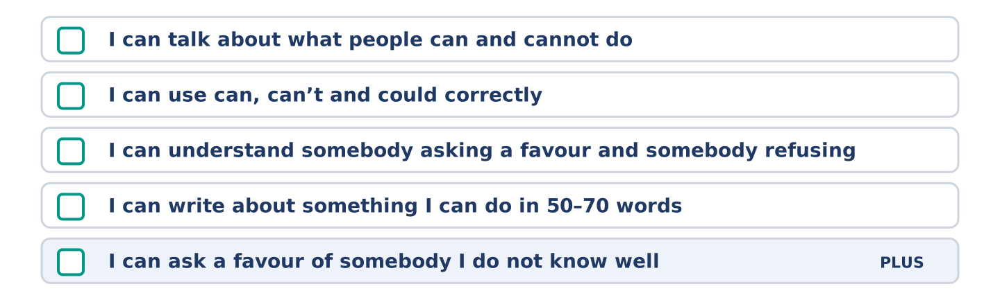 I can talk about what people can and cannot do
I can use can, can’t and could correctly
I can understand somebody asking a favour and somebody refusing
I can write about something I can do in 50–70 words
I can ask a favour of somebody I do not know well PLUS